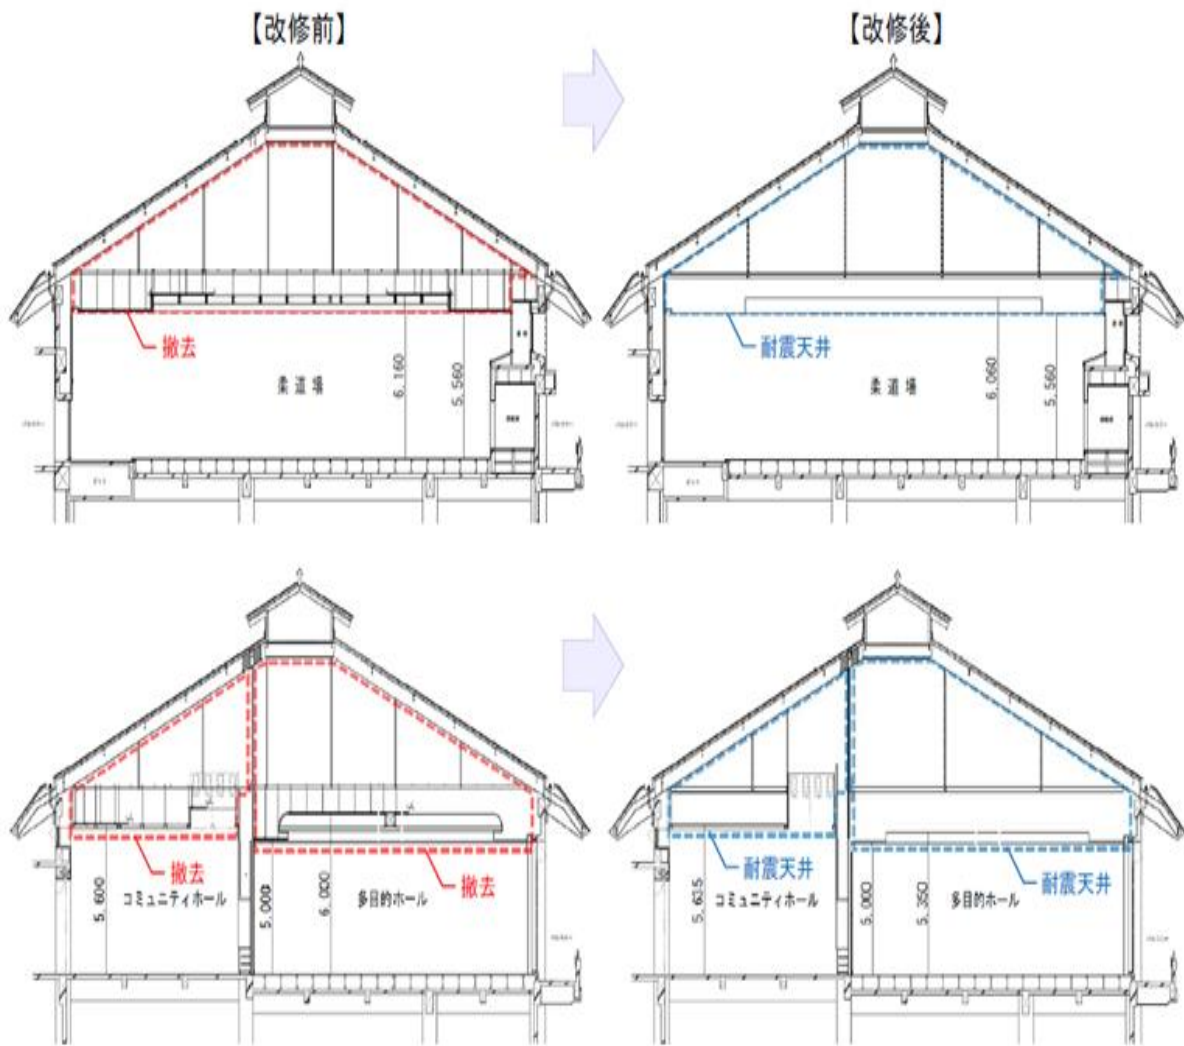 【改修前】
【改修後】
撤去
柔道場
6,160
5,560
耐震天井
柔道場
6,060
5,560
撤去
コミュニティホール
5,600
撤去
多目的ホール
5,000
6,000
耐震天井
コミュニティホール
5,635
耐震天井
多目的ホール
5,000
5,350